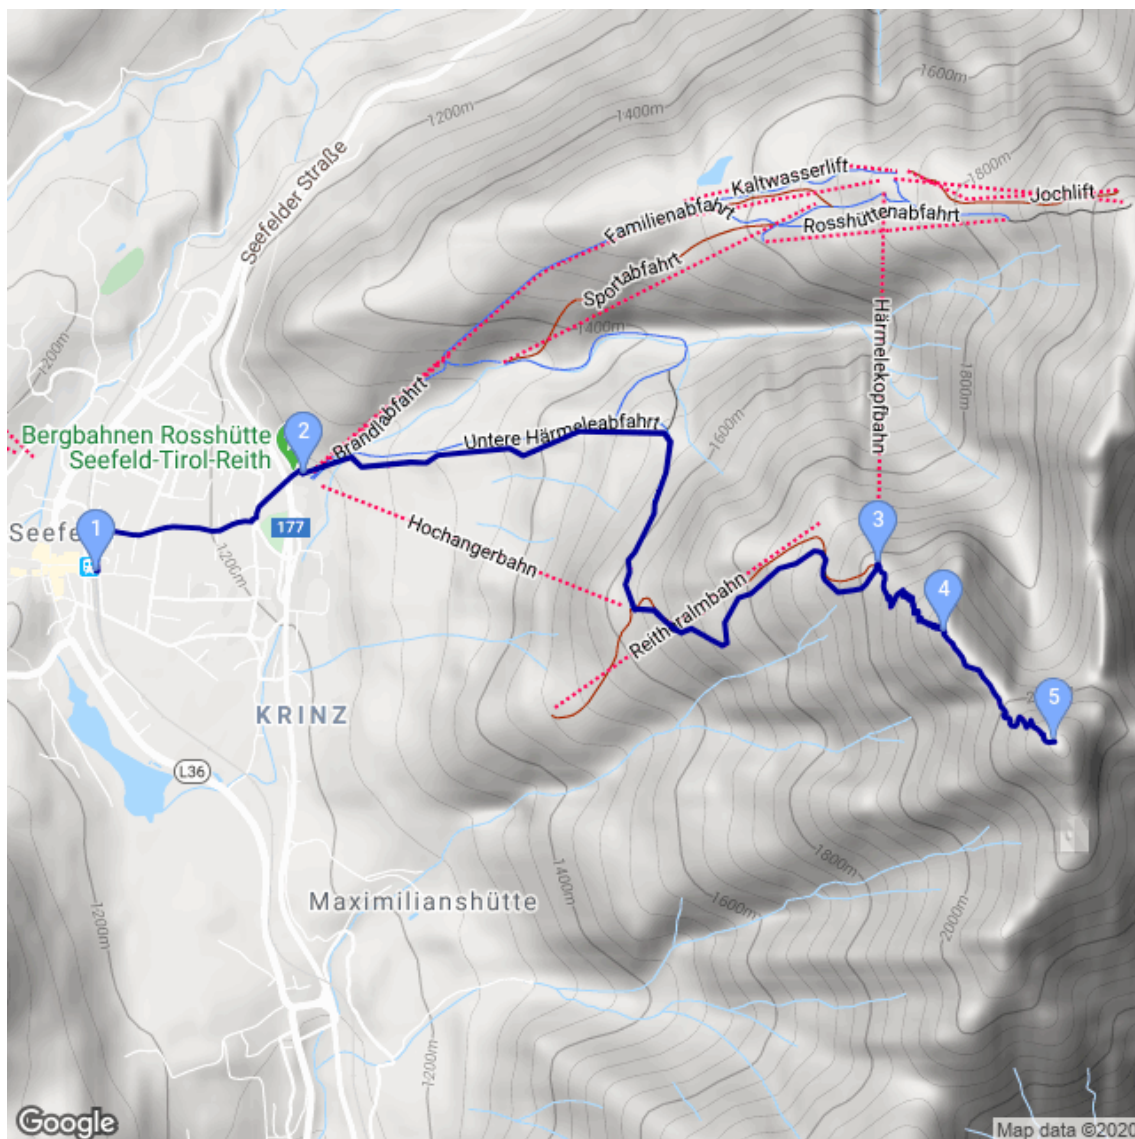 1600m
1200m
1400m
1800m
Seefelder Straße
Kaltwasserlift
Jochlift
Familienabfahrt
Rosshüttenabfahrt
Sportabfahrt
1400m
Härmelekopfbahn
1200m
1200m
1800m
Brandlabfahrt
2
Bergbahnen Rosshütte
Seefeld-Tirol-Reith
Untere Härmeleabfahrt
1600m
1
Seefe
177
3
Hochangerbahn
1200m
Reitheralmbahn
4
5
KRINZ
L36
1400m
1800m
1600m
2000m
Maximilianshütte
1200m
1200m
Google
Map data ©2020